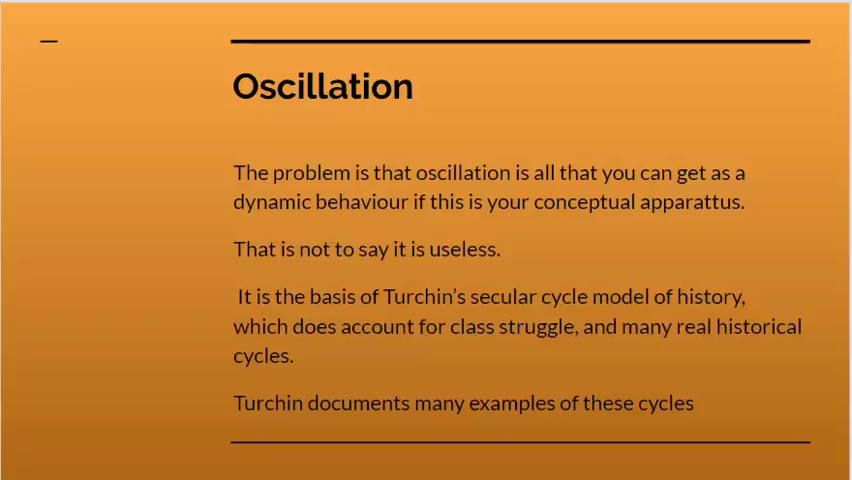 Oscillation
The problem is that oscillation is all that you can get as a
dynamic behaviour if this is your conceptual apparattus.
That is not to say it is useless.
It is the basis of Turchin’s secular cycle model of history,
which does account for class struggle, and many real historical
cycles.
Turchin documents many examples of these cycles